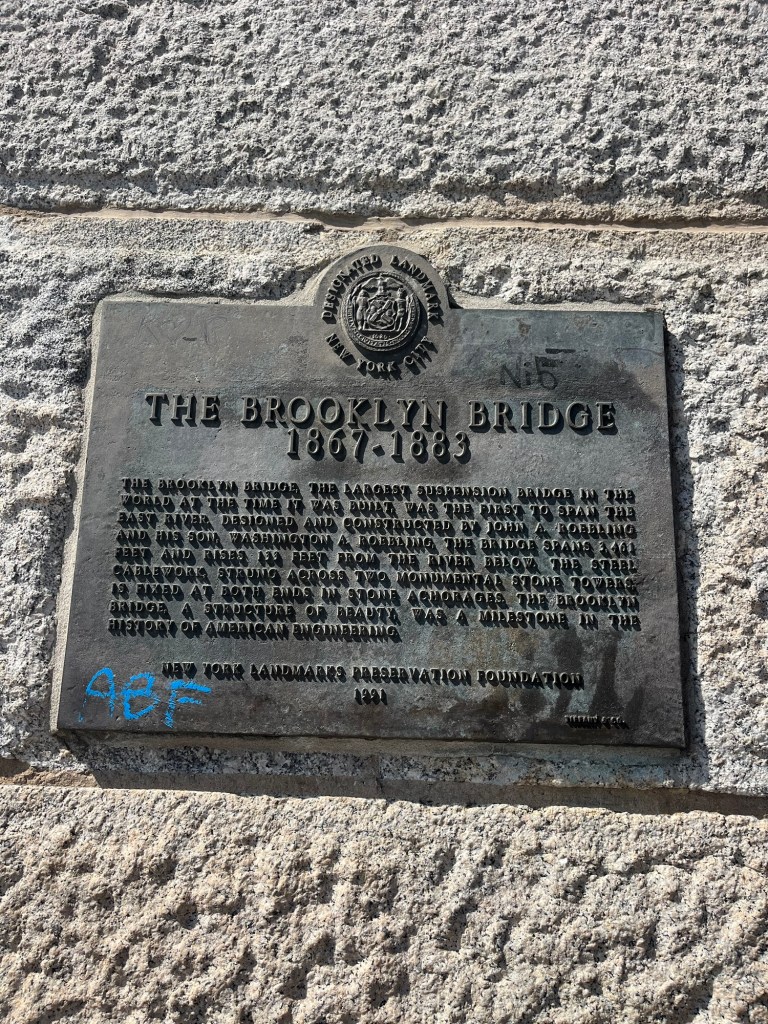 DESIGNATED LANDMARK
NEW YORK CITY
Ni5
THE BROOKLYN BRIDGE
1867-1883
THE BROOKLYN BRIDGE, THE LARGEST SUSPENSION BRIDGE IN THE
WORLD AT THE TIME IT WAS BUILT, WAS THE FIRST TO SPAN THE
EAST RIVER. DESIGNED AND CONSTRUCTED BY JOHN A. ROEBLING
AND HIS SON, WASHINGTON A. ROEBLING, THE BRIDGE SPANS
FEET AND RISES 133 FEET FROM THE RIVER BELOW. THE STEEL
CABLEWORK, STRUNG ACROSS TWO MONUMENTAL STONE TOWERS,
IS FIXED AT BOTH ENDS IN STONE ACHORAGES. THE BROOKLYN
BRIDGE, A STRUCTURE OF BEAUTY, WAS A MILESTONE IN THE
HISTORY OF AMERICAN ENGINEERING.
NEW YORK LANDMARKS PRESERVATION FOUNDATION
ABF